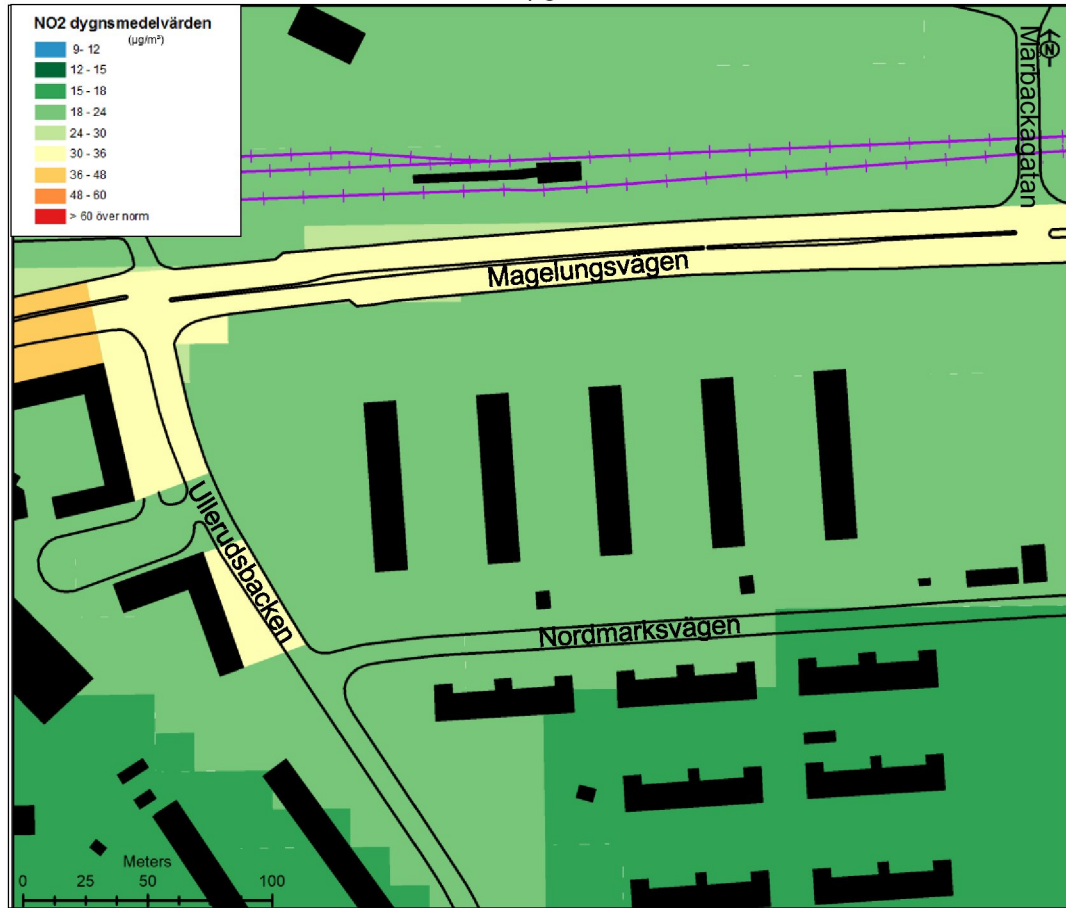 NO2 dygnsmedelvärden
(µg/m³)
9- 12
12 - 15
15 - 18
18 - 24
24 - 30
30 - 36
36 - 48
48 - 60
> 60 över norm
N
Mårbackagatan
Magelungsvägen
Ullerudsbacken
Nordmarksvägen
Meters
0 25 50 100